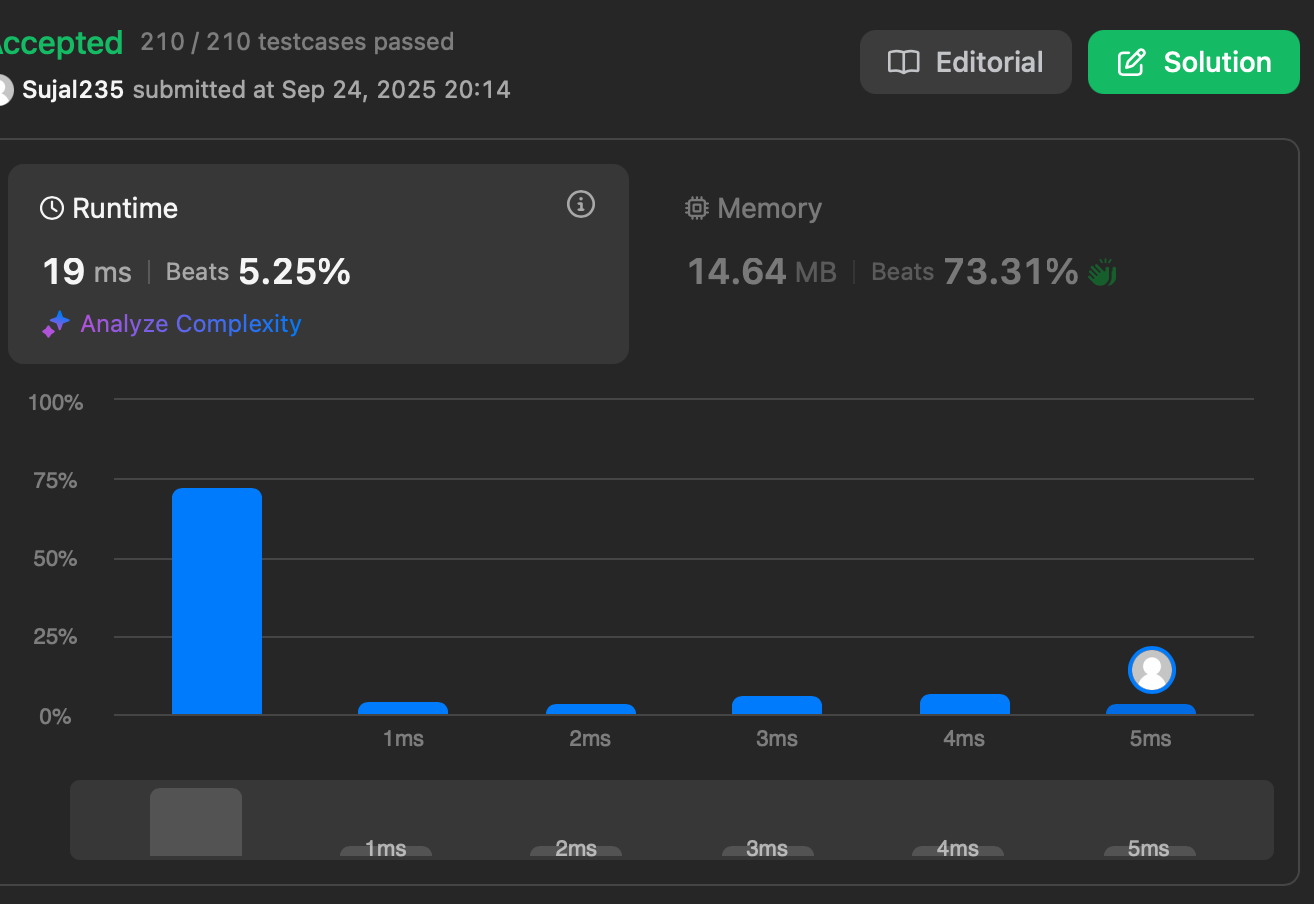 Accepted 210 / 210 testcases passed
Sujal235 submitted at Sep 24, 2025 20:14
Editorial
Solution
Runtime
19 ms | Beats 5.25%
Analyze Complexity
Memory
14.64 MB | Beats 73.31%
100%
75%
50%
25%
0%
1ms 2ms 3ms 4ms 5ms
1ms 2ms 3ms 4ms 5ms